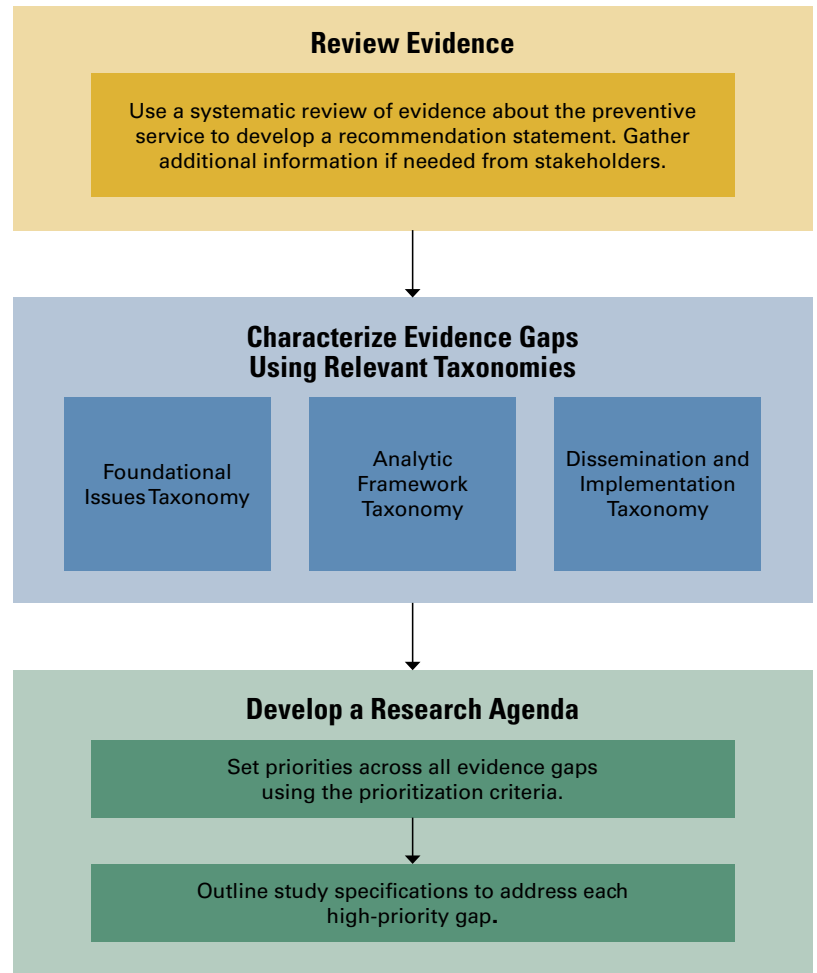 Review Evidence
Use a systematic review of evidence about the preventive
service to develop a recommendation statement. Gather
additional information if needed from stakeholders.
Characterize Evidence Gaps
Using Relevant Taxonomies
Foundational
Issues Taxonomy
Analytic
Framework
Taxonomy
Dissemination and
Implementation
Taxonomy
Develop a Research Agenda
Set priorities across all evidence gaps
using the prioritization criteria.
Outline study specifications to address each
high-priority gap.